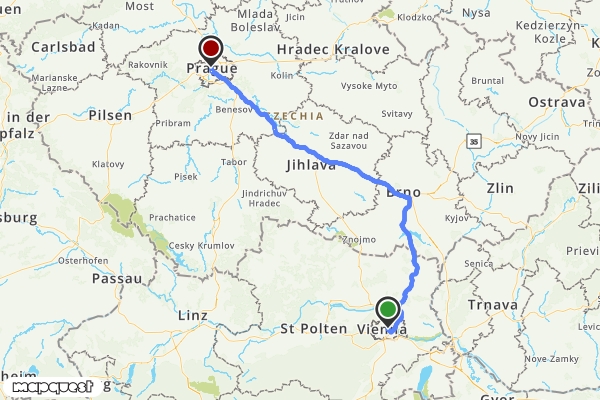 Most
Mlada
Boleslav
Jicin
Klodzko
Nysa
Kedzierzyn-
Kozle
Carlsbad
Hradec Kralove
Rakovnik
Marianske
Lazne
Prague
Kolin
Vysoke Myto
Bruntal
Ostrava
in der
pfalz
Pilsen
Benesov
CZECHIA
Svitavy
Pribram
35
Novy Jicin
Zdar nad
Sazavou
Klatovy
Tabor
Jihlava
Pisek
Brno
Zlin
Zili
Jindrichuv
Hradec
sburg
Prachatice
Kyjov
Cesky Krumlov
Znojmo
Prievi
Osterhofen
Senica
Passau
Trnava
Linz
St Polten
Vienna
Nove Zamky
heim
mapquest
Gyor